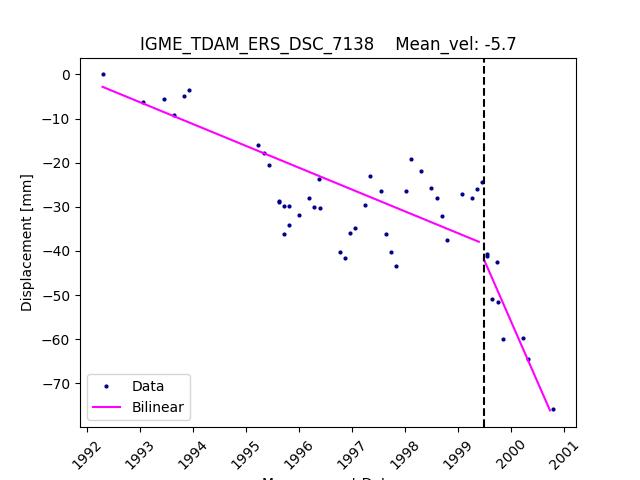 IGME_TDAM_ERS_DSC_7138    Mean_vel: -5.7
Displacement [mm]
0
−10
−20
−30
−40
−50
−60
−70
Data
Bilinear
1992 1993 1994 1995 1996 1997 1998 1999 2000 2001